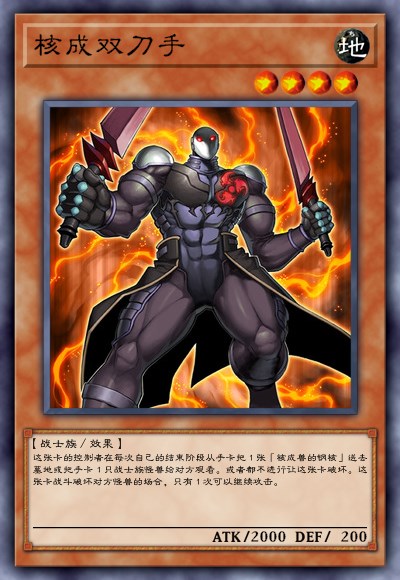 核成双刀手
地
【战士族/效果】
这张卡的控制者在每次自己的结束阶段从手卡把1张「核成兽的钢核」送去
墓地或把手卡1只战士族怪兽给对方观看。或者都不进行让这张卡破坏。这
张卡战斗破坏对方怪兽的场合,只有1次可以继续攻击。
ATK/2000 DEF/ 200